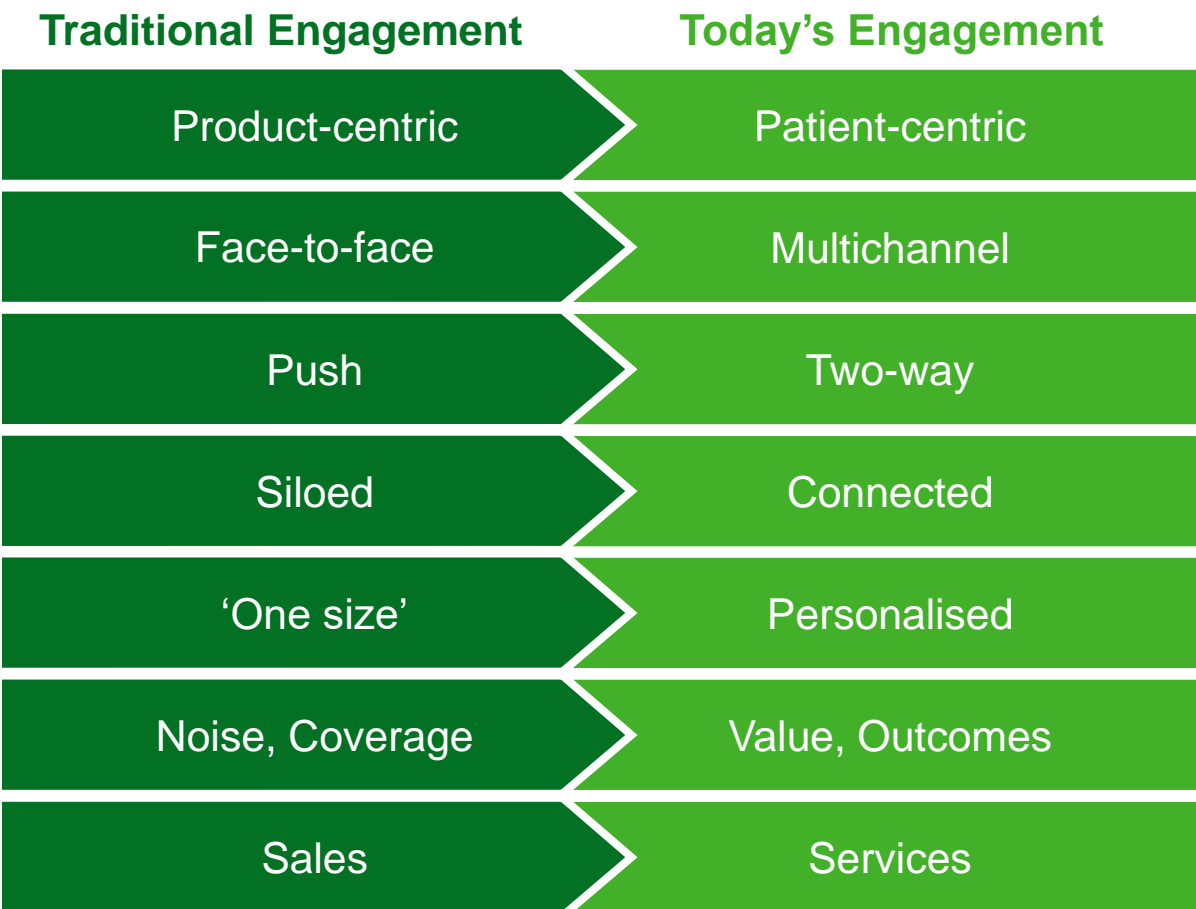 Traditional Engagement Today’s Engagement
Product-centric Patient-centric
Face-to-face Multichannel
Push Two-way
Siloed Connected
‘One size’ Personalised
Noise, Coverage Value, Outcomes
Sales Services